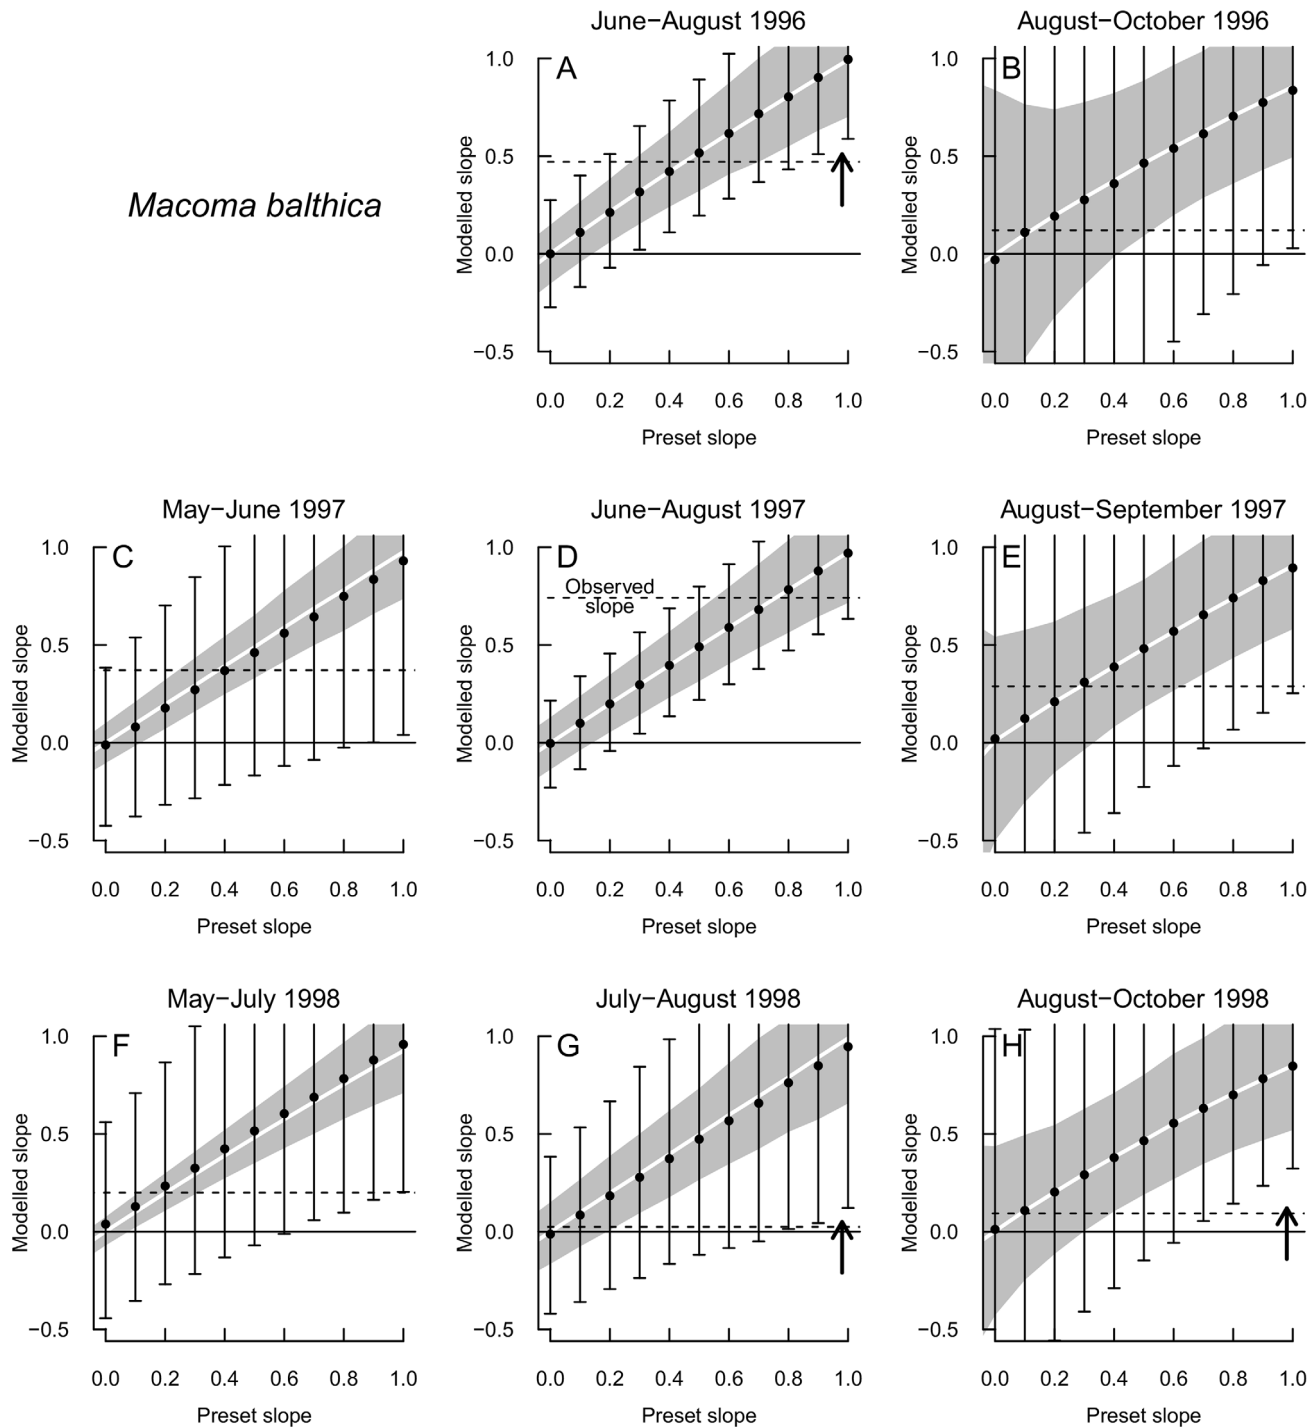 June−August 1996
August−October 1996
Macoma balthica
A
1.0
0.5
0.0
−0.5
Modelled slope
0.0 0.2 0.4 0.6 0.8 1.0
Preset slope
B
1.0
0.5
0.0
−0.5
Modelled slope
0.0 0.2 0.4 0.6 0.8 1.0
Preset slope
May−June 1997
C
1.0
0.5
0.0
−0.5
Modelled slope
0.0 0.2 0.4 0.6 0.8 1.0
Preset slope
June−August 1997
D
Observed
slope
1.0
0.5
0.0
−0.5
Modelled slope
0.0 0.2 0.4 0.6 0.8 1.0
Preset slope
August−September 1997
E
1.0
0.5
0.0
−0.5
Modelled slope
0.0 0.2 0.4 0.6 0.8 1.0
Preset slope
May−July 1998
F
1.0
0.5
0.0
−0.5
Modelled slope
0.0 0.2 0.4 0.6 0.8 1.0
Preset slope
July−August 1998
G
1.0
0.5
0.0
−0.5
Modelled slope
0.0 0.2 0.4 0.6 0.8 1.0
Preset slope
August−October 1998
H
1.0
0.5
0.0
−0.5
Modelled slope
0.0 0.2 0.4 0.6 0.8 1.0
Preset slope